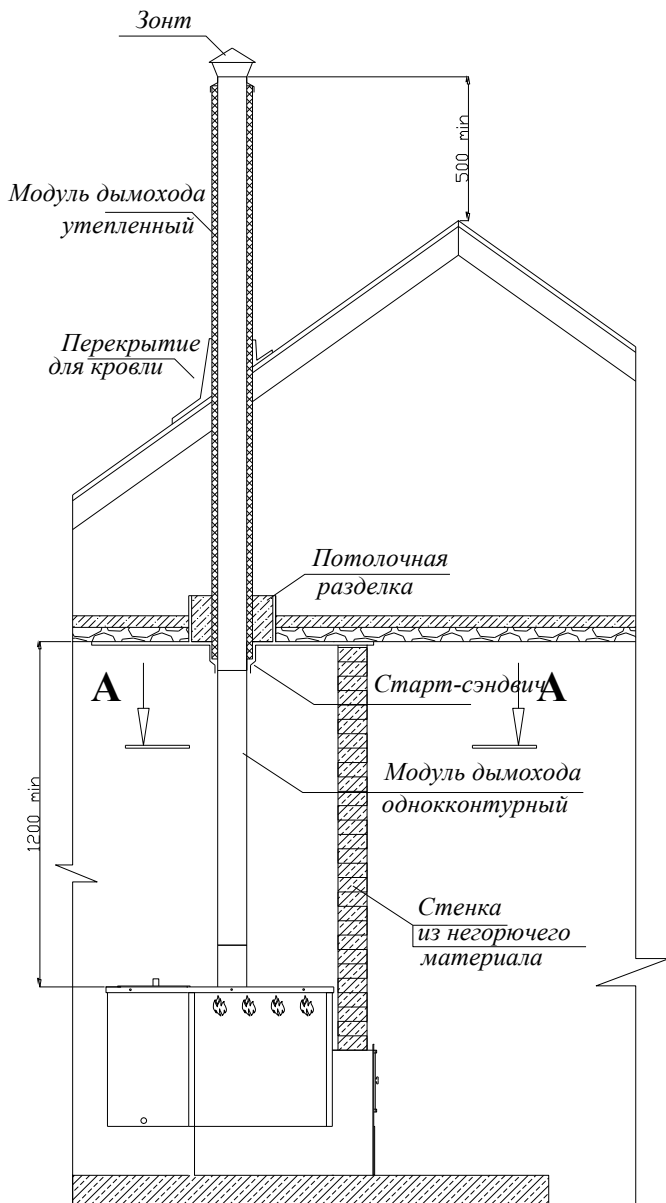 Зонт
500 min
Модуль дымохода
утепленный
Перекрытие
для кровли
Потолочная
разделка
Старт-сэндвич
А
А
Модуль дымохода
однокконтурный
1200 min
Стенка
из негорючего
материала